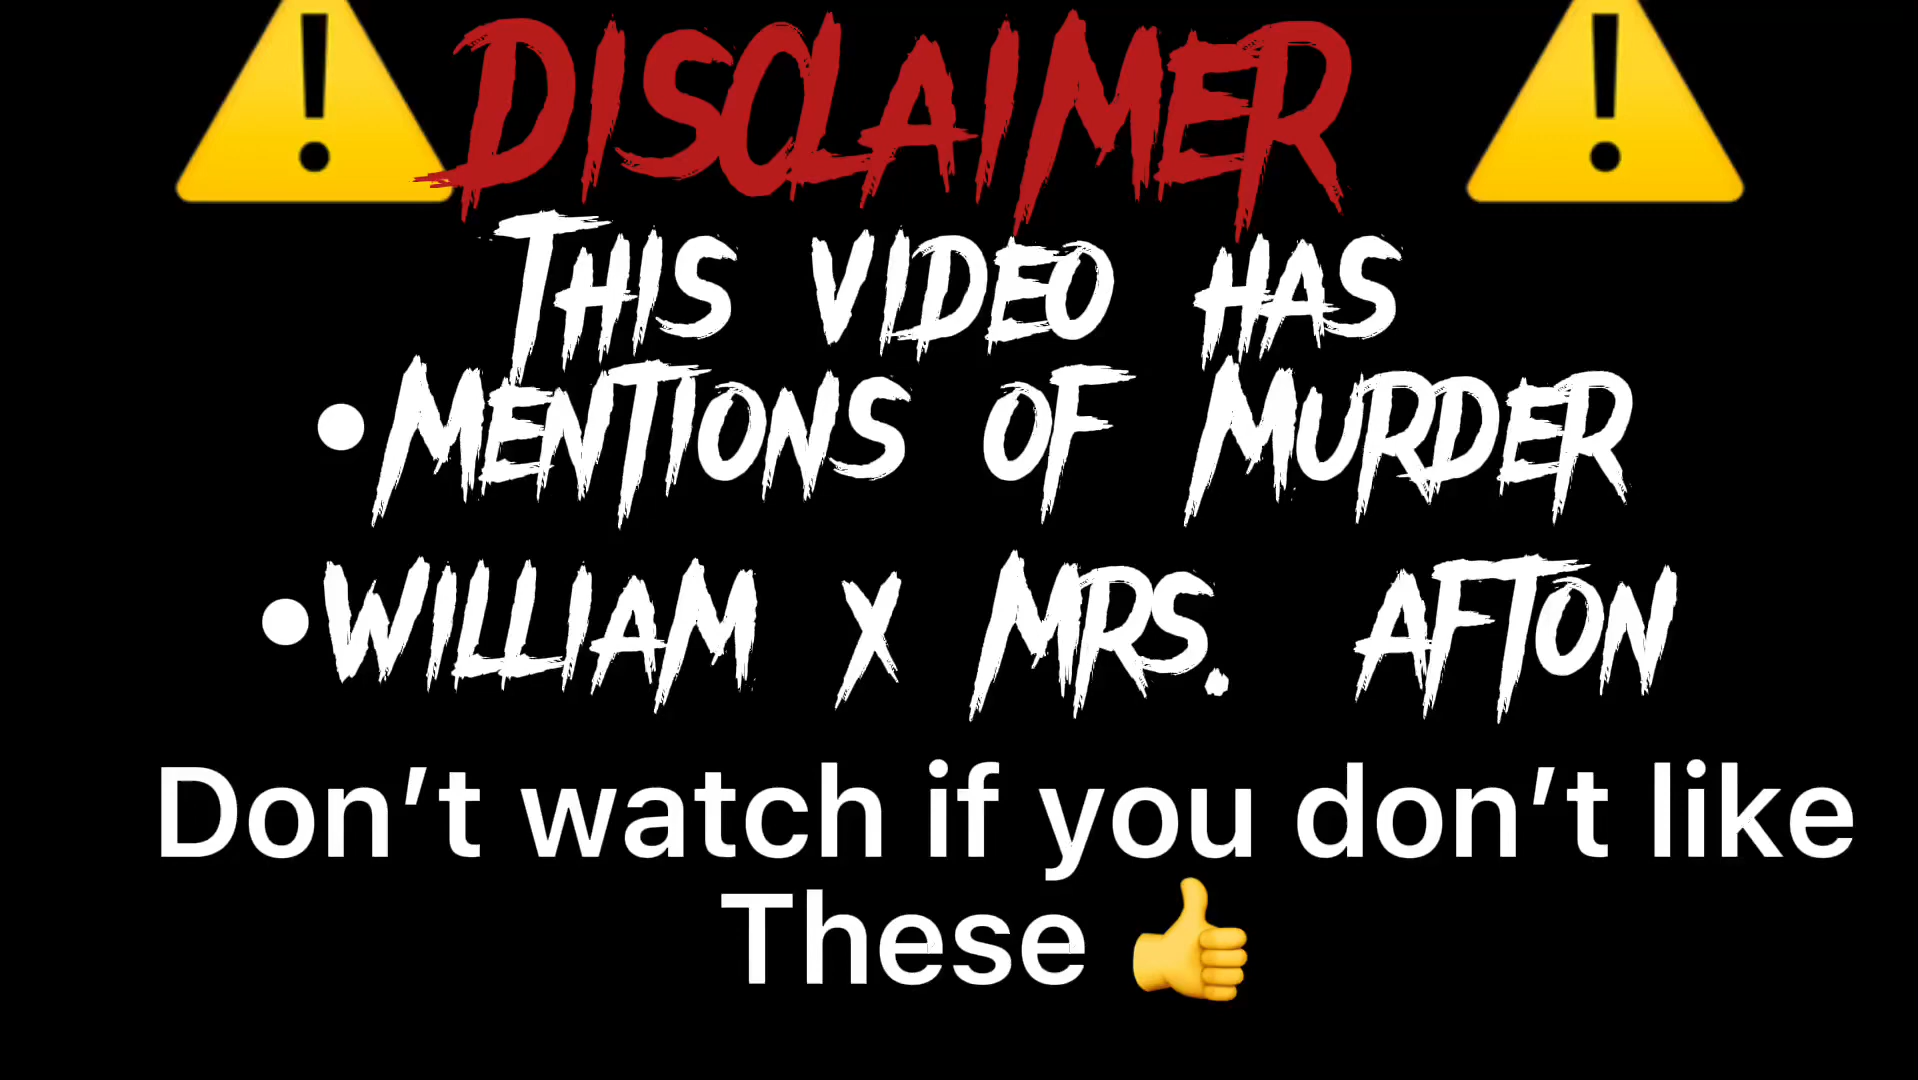 ⚠️DISCLAIMER ⚠️
THIS VIDEO HAS
•MENTIONS OF MURDER
•WILLIAM X MRS. AFTON
Don’t watch if you don’t like
These 👍